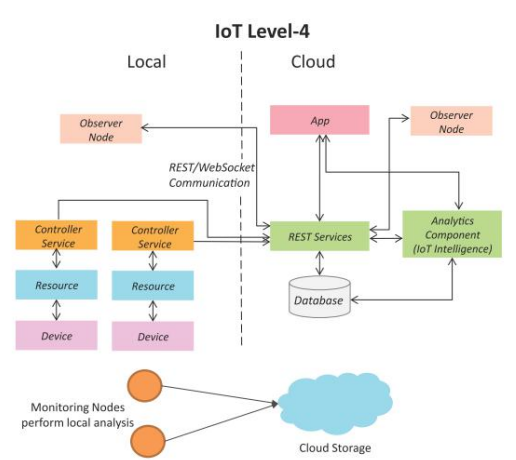 IoT Level-4
Local
Cloud
Observer
Node
App
Observer
Node
REST/WebSocket
Communication
Controller
Service
Controller
Service
REST Services
Analytics
Component
(IoT Intelligence)
Resource
Resource
Database
Device
Device
Monitoring Nodes
perform local analysis
Cloud Storage